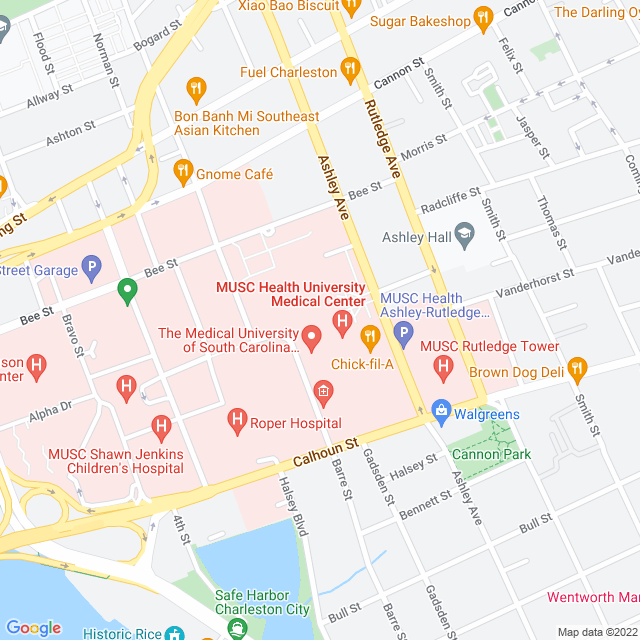 Xiao Bao Biscuit
Cannon
The Darling Oy
Sugar Bakeshop
Flood St
Norman St
Bogard St
Felix St
Fuel Charleston
Cannon St
Smith St
Allway St
Bon Banh Mi Southeast
Asian Kitchen
Rutledge Ave
Ashton St
Jasper St
Morris St
Gnome Café
Ashley Ave
Bee St
Radcliffe St
Smith St
Thomas St
Coming
ng St
Ashley Hall
Street Garage
Bee St
Vanderhorst St
Vande
MUSC Health University
Medical Center
MUSC Health
Ashley-Rutledge...
Bee St
Bravo St
The Medical University
of South Carolina...
Chick-fil-A
MUSC Rutledge Tower
Brown Dog Deli
son
enter
Alpha Dr
Roper Hospital
Walgreens
Smith St
MUSC Shawn Jenkins
Children's Hospital
Calhoun St
Cannon Park
Halsey St
Barre St
Gadsden St
Halsey Blvd
Bennett St
Ashley Ave
4th St
Bull St
Safe Harbor
Charleston City
Bull St
Barre St
Gadsden St
Wentworth Man
Historic Rice
Google
Map data ©2022